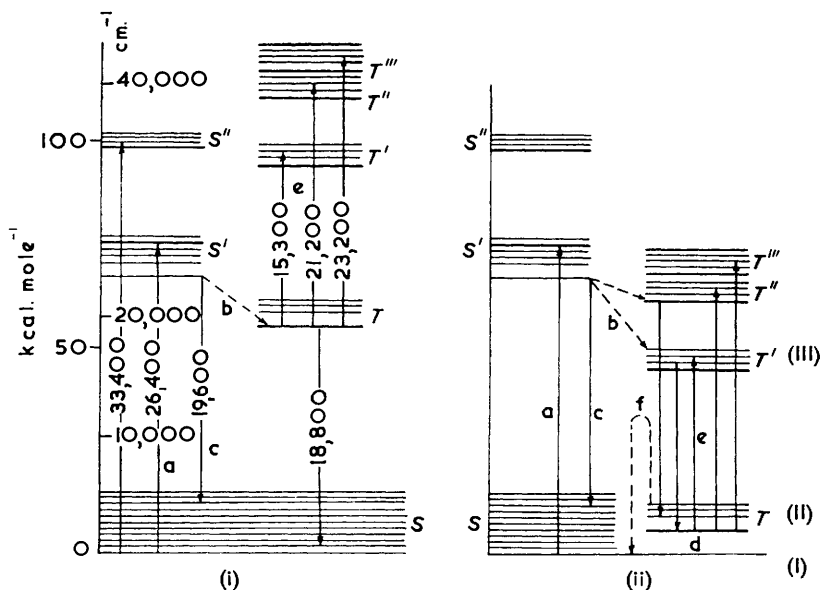 cm.⁻¹
kcal. mole⁻¹
40,000
100
20,000
50
10,000
0
33,400
26,400
19,600
a
b
c
S''
S'
S
T'''
T''
T'
T
e
15,300
21,200
23,200
18,800
(i)
S''
S'
S
a
b
c
f
e
d
T'''
T''
T' (III)
T (II)
(I)
(ii)